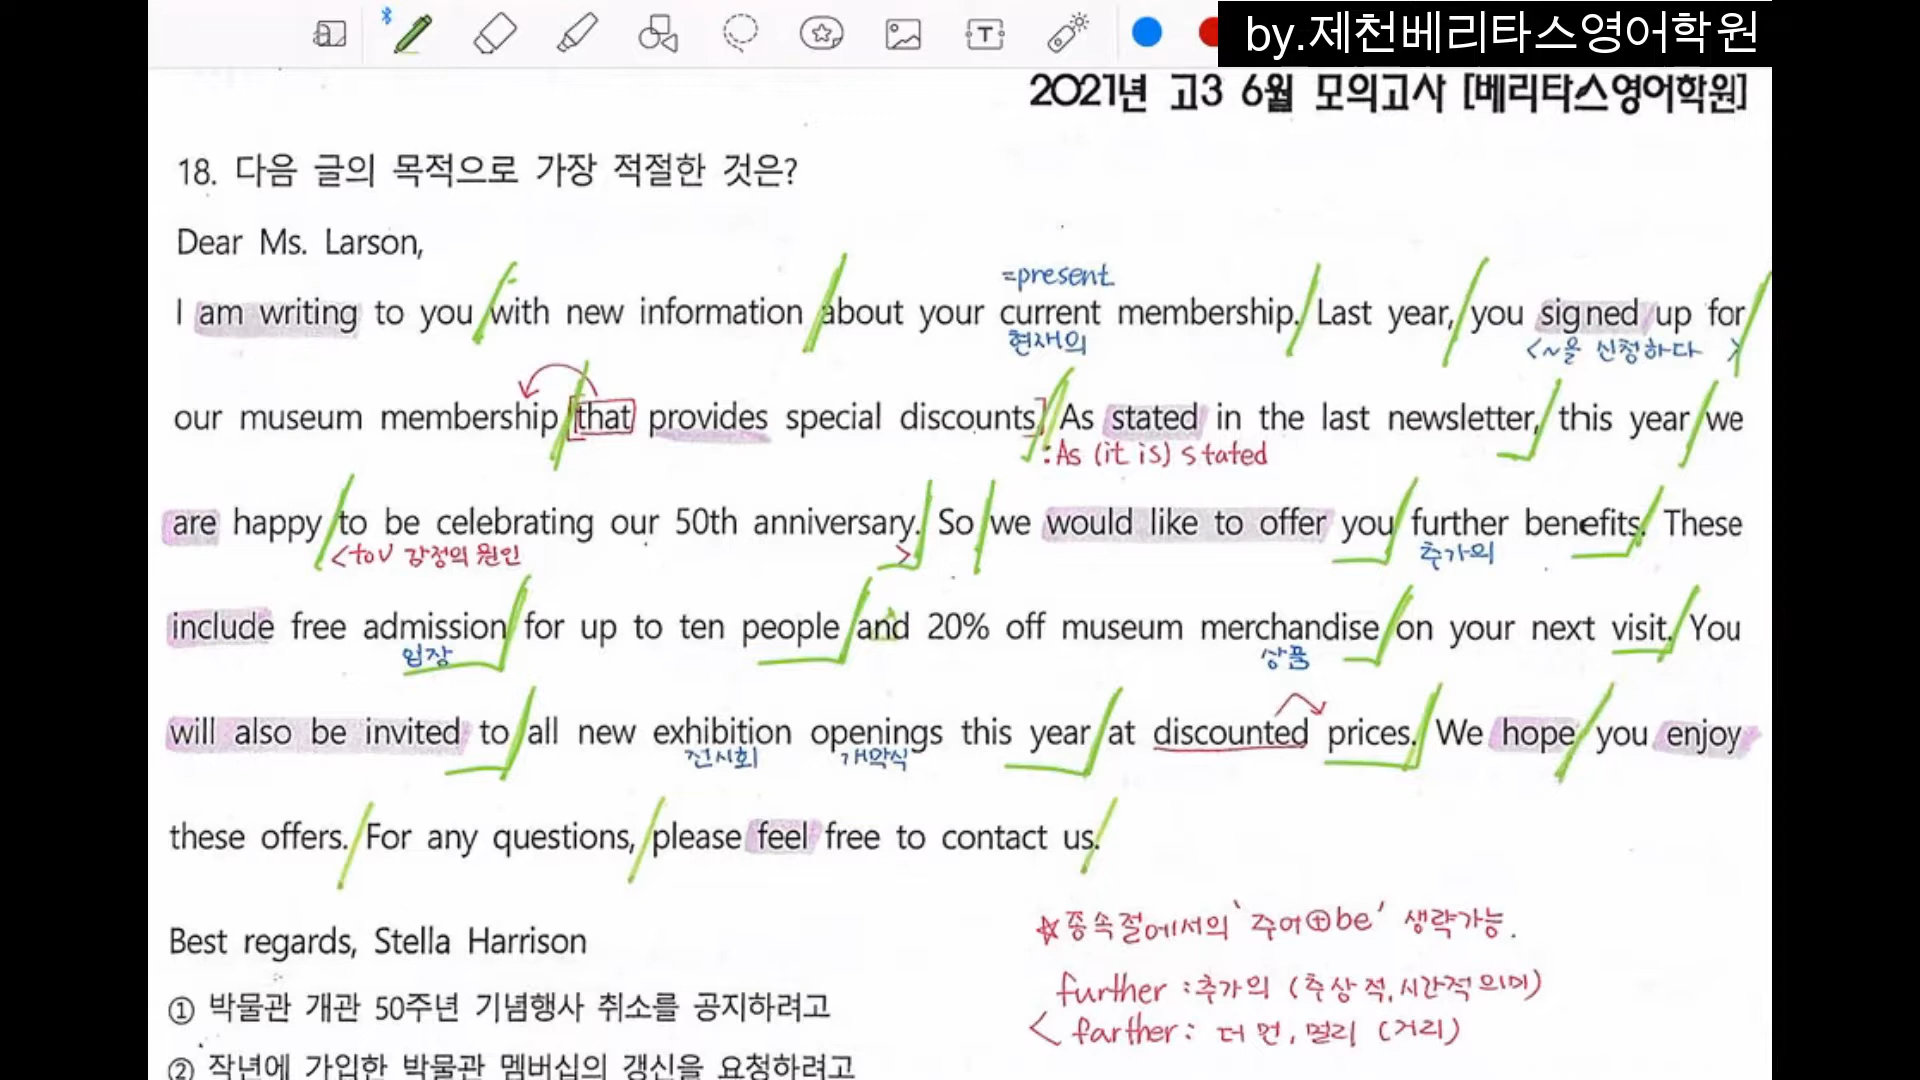 by.제천베리타스영어학원
2021년 고3 6월 모의고사 [베리타스영어학원]
18. 다음 글의 목적으로 가장 적절한 것은?
Dear Ms. Larson,
=present
I am writing to you with new information about your current membership. Last year, you signed up for
현재의 <~을 신청하다 >
our museum membership [that provides special discounts] As stated in the last newsletter, this year we
:As (it is) stated
are happy to be celebrating our 50th anniversary. So we would like to offer you further benefits. These
<toV 감정의 원인 > 추가의
include free admission for up to ten people and 20% off museum merchandise on your next visit. You
입장 상품
will also be invited to all new exhibition openings this year at discounted prices. We hope you enjoy
전시회 개막식
these offers. For any questions, please feel free to contact us.
☆종속절에서의 '주어⊕be' 생략가능.
Best regards, Stella Harrison
further : 추가의 (추상적, 시간적 의미)
① 박물관 개관 50주년 기념행사 취소를 공지하려고
< farther : 더 먼, 멀리 (거리)
② 작년에 가입한 박물관 멤버십의 갱신을 요청하려고